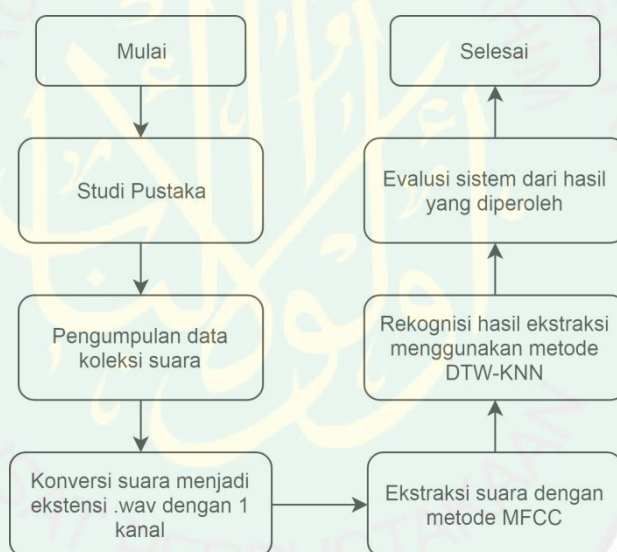 Mulai
Studi Pustaka
Pengumpulan data
koleksi suara
Konversi suara menjadi
ekstensi .wav dengan 1
kanal
Ekstraksi suara dengan
metode MFCC
Rekognisi hasil ekstraksi
menggunakan metode
DTW-KNN
Evalusi sistem dari hasil
yang diperoleh
Selesai